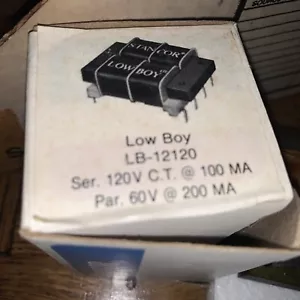 STANCOR
LOW BOY
Low Boy
LB-12120
Ser. 120V C.T. @ 100 MA
Par. 60V @ 200 MA